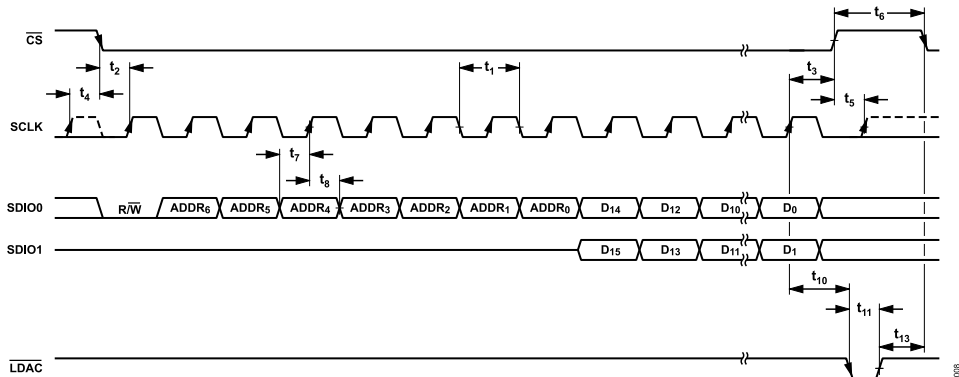 t6
CS
t2
t1
t3
t4
t5
SCLK
t7
t8
SDIO0
R/W
ADDR6
ADDR5
ADDR4
ADDR3
ADDR2
ADDR1
ADDR0
D14
D12
D10
D0
SDIO1
D15
D13
D11
D1
t10
t11
t13
LDAC
008